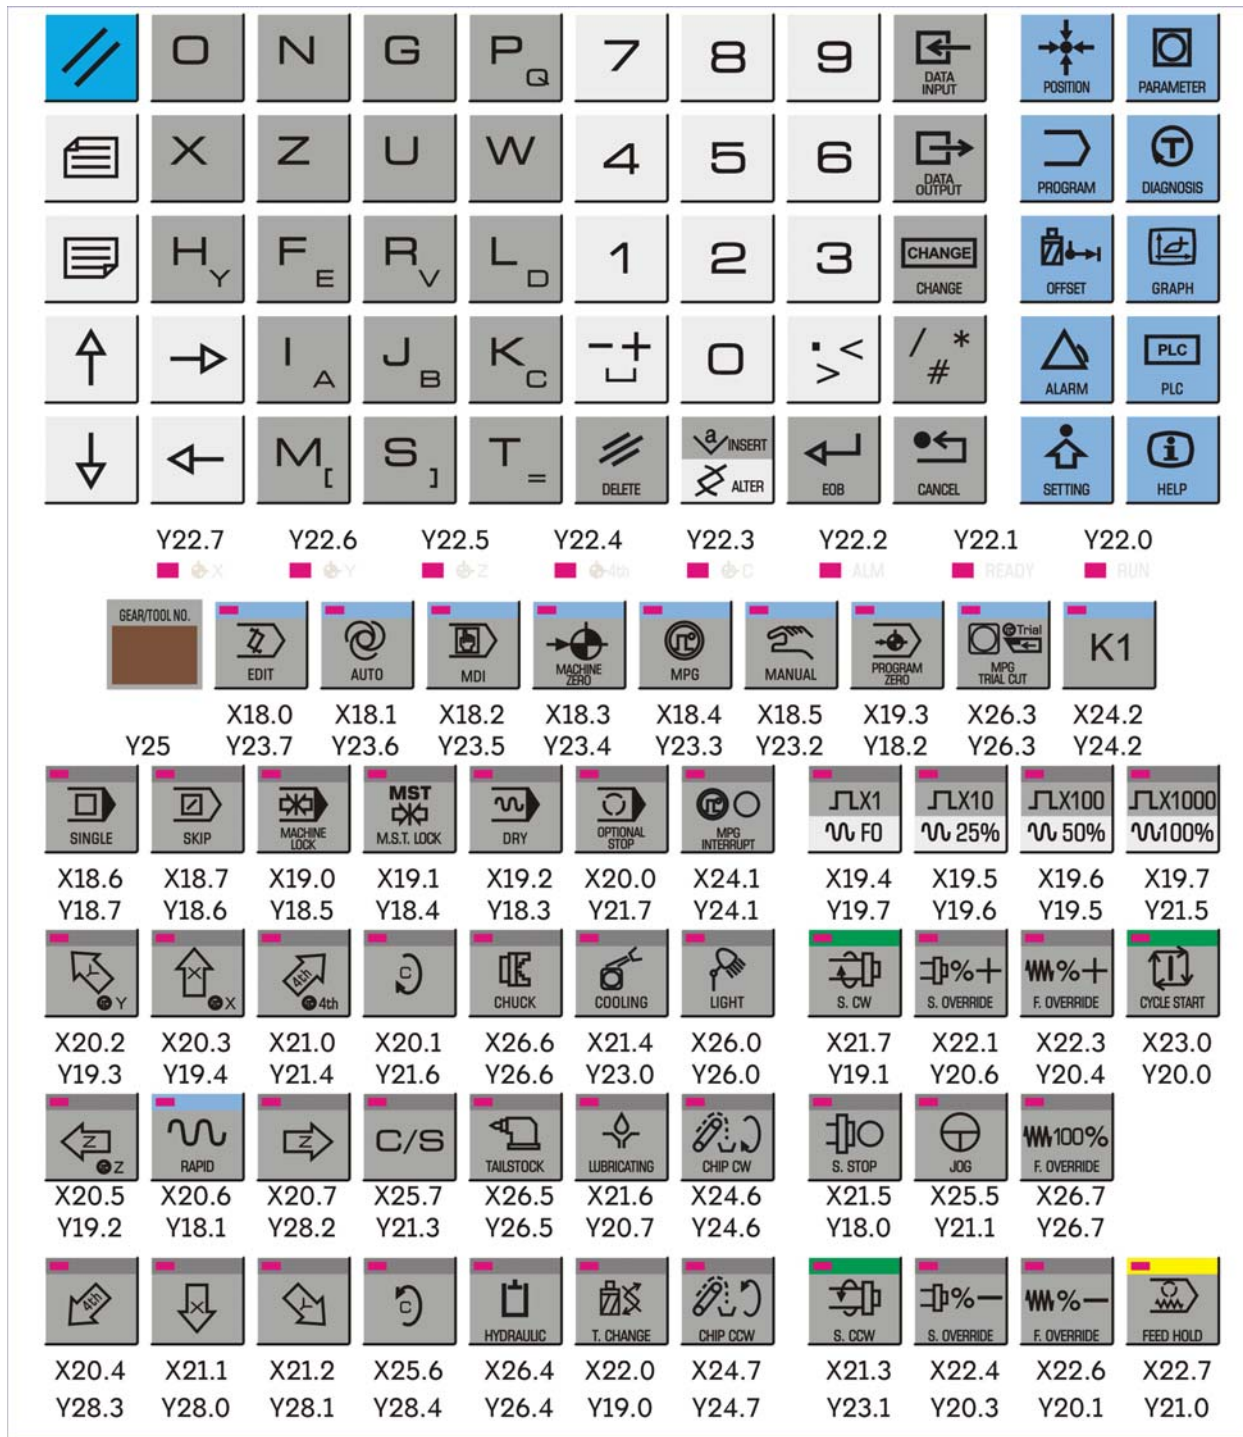 O N G P Q 7 8 9 DATA INPUT POSITION PARAMETER
X Z U W 4 5 6 DATA OUTPUT PROGRAM T DIAGNOSIS
H Y F E R V L D 1 2 3 CHANGE CHANGE OFFSET GRAPH
I A J B K C - + 0 . < > / * # ALARM PLC PLC
M [ S ] T = DELETE a INSERT ALTER EOB CANCEL SETTING i HELP
Y22.7 Y22.6 Y22.5 Y22.4 Y22.3 Y22.2 Y22.1 Y22.0
X Y Z 4th C ALM READY RUN
GEAR/TOOL NO. EDIT AUTO MDI MACHINE ZERO MPG MANUAL PROGRAM ZERO Trial MPG TRIAL CUT K1
X18.0 X18.1 X18.2 X18.3 X18.4 X18.5 X19.3 X26.3 X24.2
Y25 Y23.7 Y23.6 Y23.5 Y23.4 Y23.3 Y23.2 Y18.2 Y26.3 Y24.2
SINGLE SKIP MACHINE LOCK MST M.S.T. LOCK DRY OPTIONAL STOP MPG INTERRUPT X1 F0 X10 25% X100 50% X1000 100%
X18.6 X18.7 X19.0 X19.1 X19.2 X20.0 X24.1 X19.4 X19.5 X19.6 X19.7
Y18.7 Y18.6 Y18.5 Y18.4 Y18.3 Y21.7 Y24.1 Y19.7 Y19.6 Y19.5 Y21.5
Y Y X X 4th 4th C CHUCK COOLING LIGHT S. CW %+ S. OVERRIDE %+ F. OVERRIDE CYCLE START
X20.2 X20.3 X21.0 X20.1 X26.6 X21.4 X26.0 X21.7 X22.1 X22.3 X23.0
Y19.3 Y19.4 Y21.4 Y21.6 Y26.6 Y23.0 Y26.0 Y19.1 Y20.6 Y20.4 Y20.0
Z Z RAPID Z C/S TAILSTOCK LUBRICATING CHIP CW S. STOP JOG 100% F. OVERRIDE
X20.5 X20.6 X20.7 X25.7 X26.5 X21.6 X24.6 X21.5 X25.5 X26.7
Y19.2 Y18.1 Y28.2 Y21.3 Y26.5 Y20.7 Y24.6 Y18.0 Y21.1 Y26.7
4th X Y C HYDRAULIC T. CHANGE CHIP CCW S. CCW %- S. OVERRIDE %- F. OVERRIDE FEED HOLD
X20.4 X21.1 X21.2 X25.6 X26.4 X22.0 X24.7 X21.3 X22.4 X22.6 X22.7
Y28.3 Y28.0 Y28.1 Y28.4 Y26.4 Y19.0 Y24.7 Y23.1 Y20.3 Y20.1 Y21.0